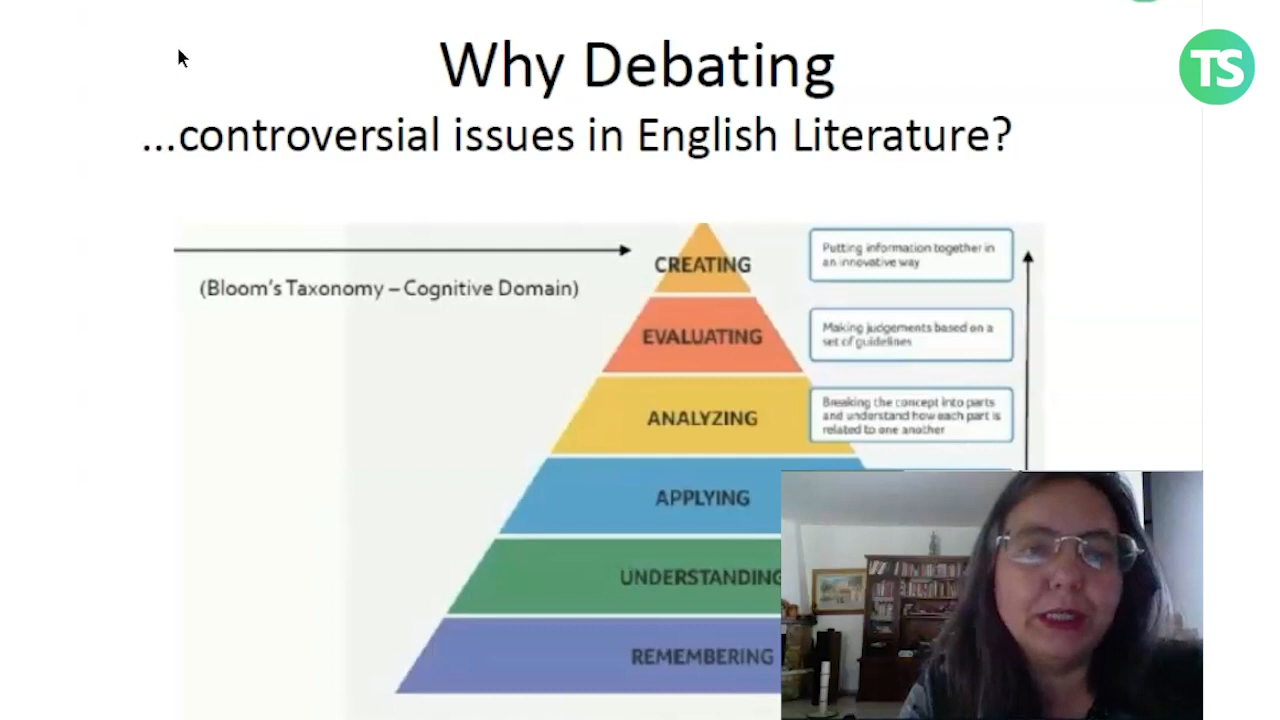 TS
Why Debating
...controversial issues in English Literature?
(Bloom's Taxonomy – Cognitive Domain)
CREATING
Putting information together in
an innovative way
EVALUATING
Making judgements based on a
set of guidelines
ANALYZING
Breaking the concept into parts
and understand how each part is
related to one another
APPLYING
UNDERSTANDING
REMEMBERING